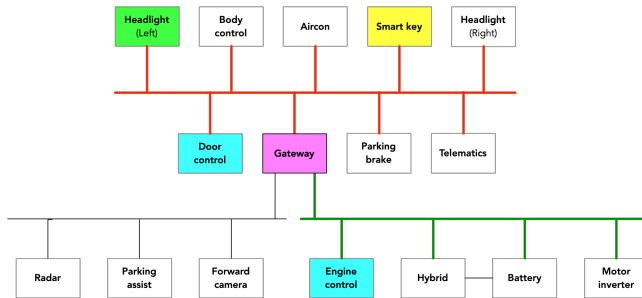 Headlight
(Left)
Body
control
Aircon
Smart key
Headlight
(Right)
Door
control
Gateway
Parking
brake
Telematics
Radar
Parking
assist
Forward
camera
Engine
control
Hybrid
Battery
Motor
inverter